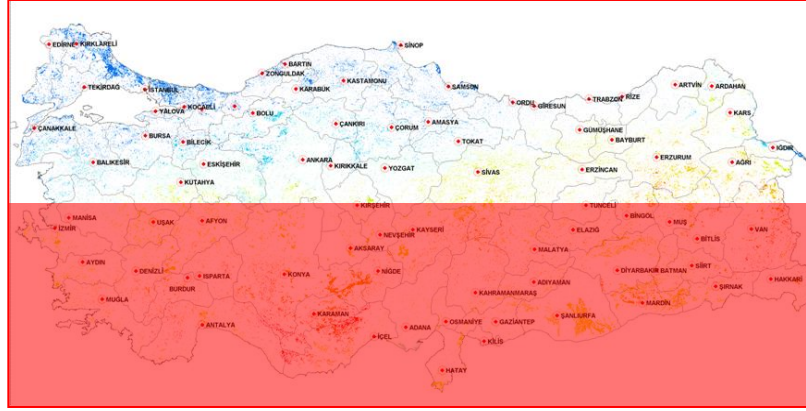 SİNOP
EDİRNE KIRKLARELİ
BARTIN
ZONGULDAK
KASTAMONU
TEKİRDAĞ İSTANBUL KARABÜK SAMSUN ARTVİN ARDAHAN
ORDU TRABZON RİZE
YALOVA KOCAELİ GİRESUN
BOLU KARS
ÇANAKKALE ÇANKIRI ÇORUM AMASYA GÜMÜŞHANE
BURSA BİLECİK TOKAT BAYBURT
IĞDIR
BALIKESİR ESKİŞEHİR ANKARA KIRIKKALE YOZGAT SİVAS ERZİNCAN ERZURUM AĞRI
KÜTAHYA
KIRŞEHİR TUNCELİ
MANİSA UŞAK AFYON BİNGÖL MUŞ
İZMİR NEVŞEHİR KAYSERİ ELAZIĞ VAN
AKSARAY MALATYA BİTLİS
AYDIN DENİZLİ ISPARTA KONYA NİĞDE DİYARBAKIR BATMAN SİİRT
BURDUR ADIYAMAN ŞIRNAK HAKKARİ
MUĞLA KAHRAMANMARAŞ MARDİN
KARAMAN ŞANLIURFA
ANTALYA ADANA OSMANİYE GAZİANTEP
İÇEL KİLİS
HATAY